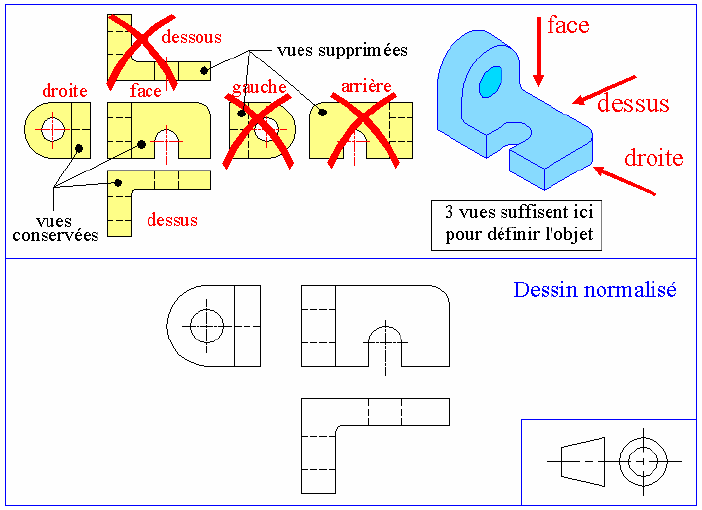 dessous
vues supprimées
face
droite
face
gauche
arrière
dessus
droite
vues
conservées
dessus
3 vues suffisent ici
pour définir l'objet
Dessin normalisé